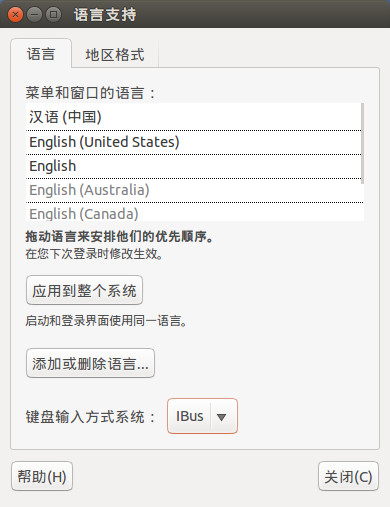 语言支持
语言 地区格式
菜单和窗口的语言：
汉语 (中国)
English (United States)
English
English (Australia)
English (Canada)
拖动语言来安排他们的优先顺序。
在您下次登录时修改生效。
应用到整个系统
启动和登录界面使用同一语言。
添加或删除语言...
键盘输入方式系统： IBus
帮助(H) 关闭(C)